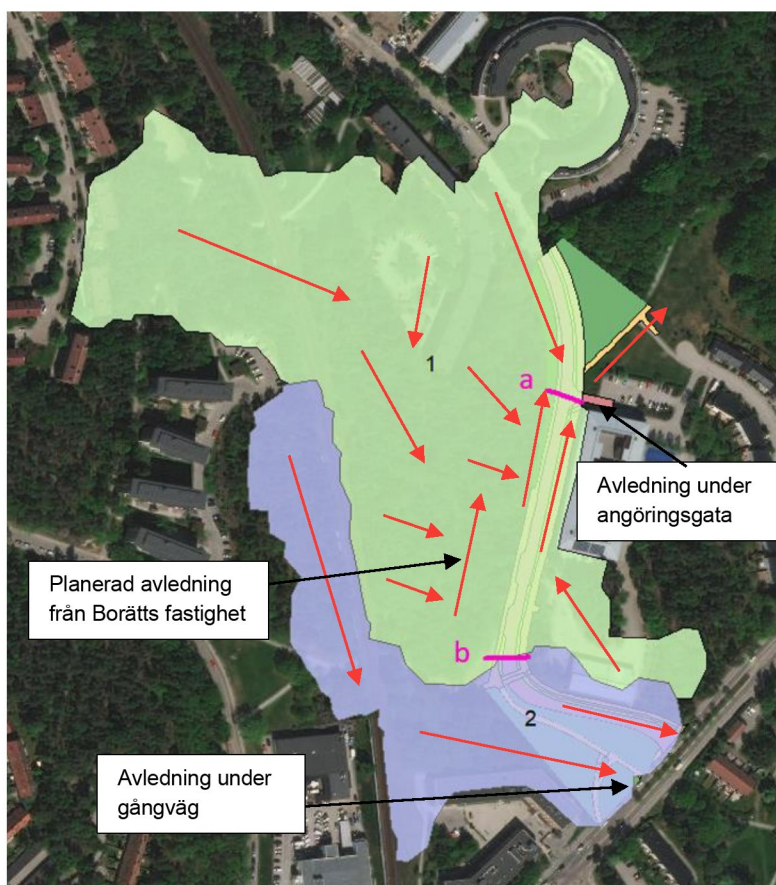 1
a
Avledning under
angöringsgata
Planerad avledning
från Borätts fastighet
b
2
Avledning under
gångväg